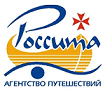 Россита
АГЕНТСТВО ПУТЕШЕСТВИЙ